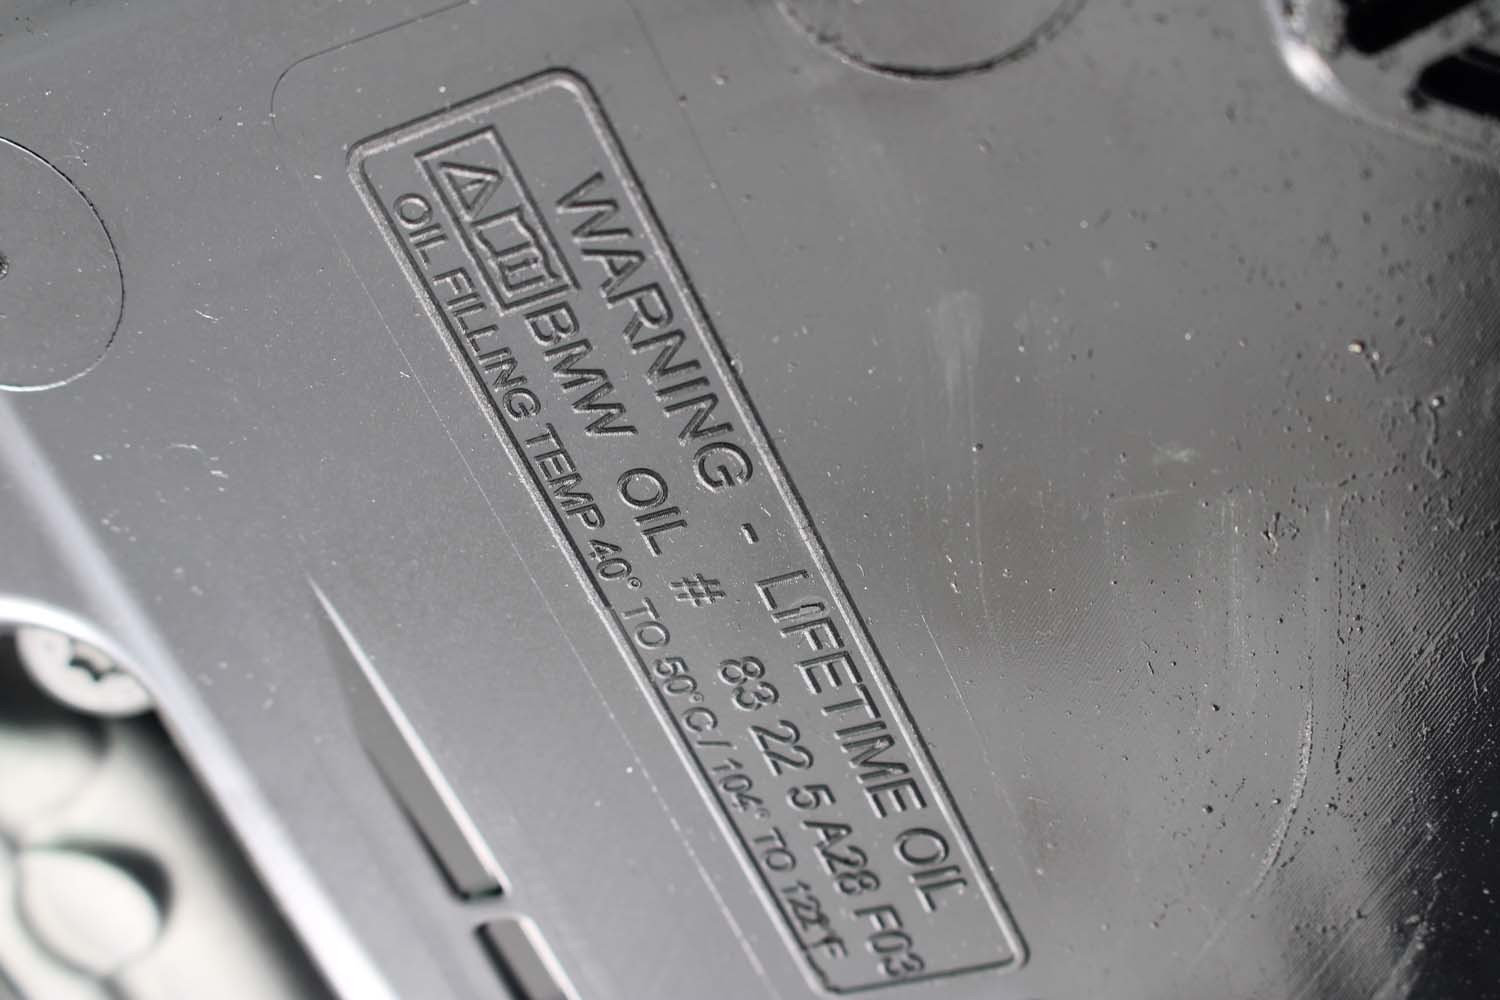 WARNING - LIFETIME OIL
BMW OIL # 83 22 5 A28 F03
OIL FILLING TEMP 40° TO 50°C / 104° TO 122°F